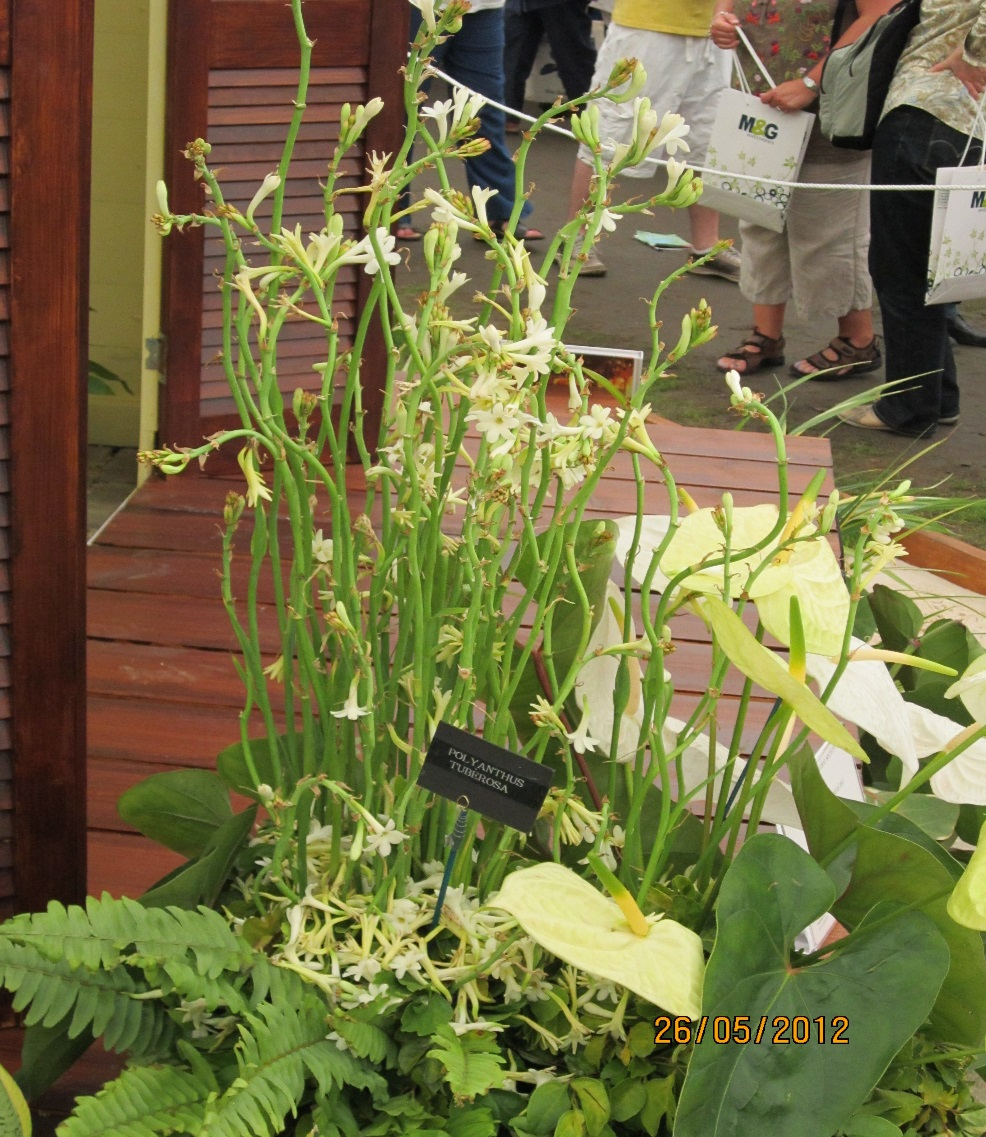 M&G
M
POLYANTHUS
TUBEROSA
26/05/2012